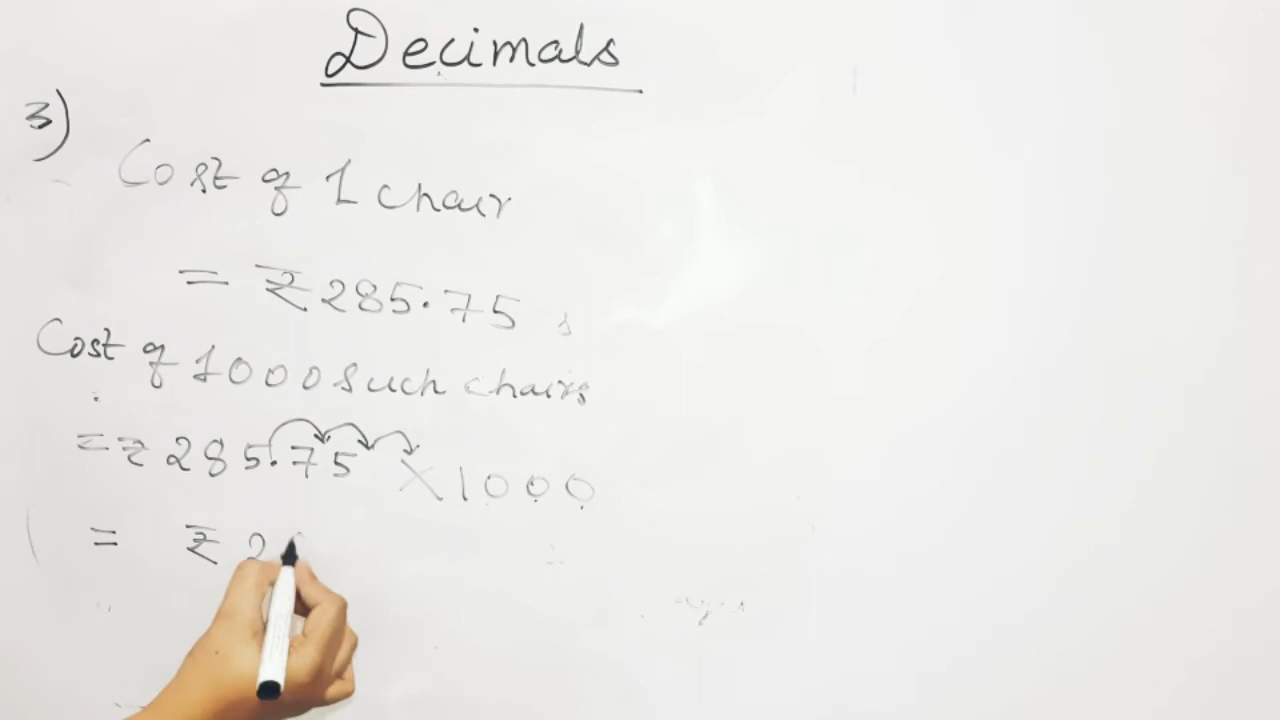 Decimals
3)
Cost of 1 chair
= ₹285.75
Cost of 1000 such chairs
= ₹ 285.75 × 1000
= ₹ 2